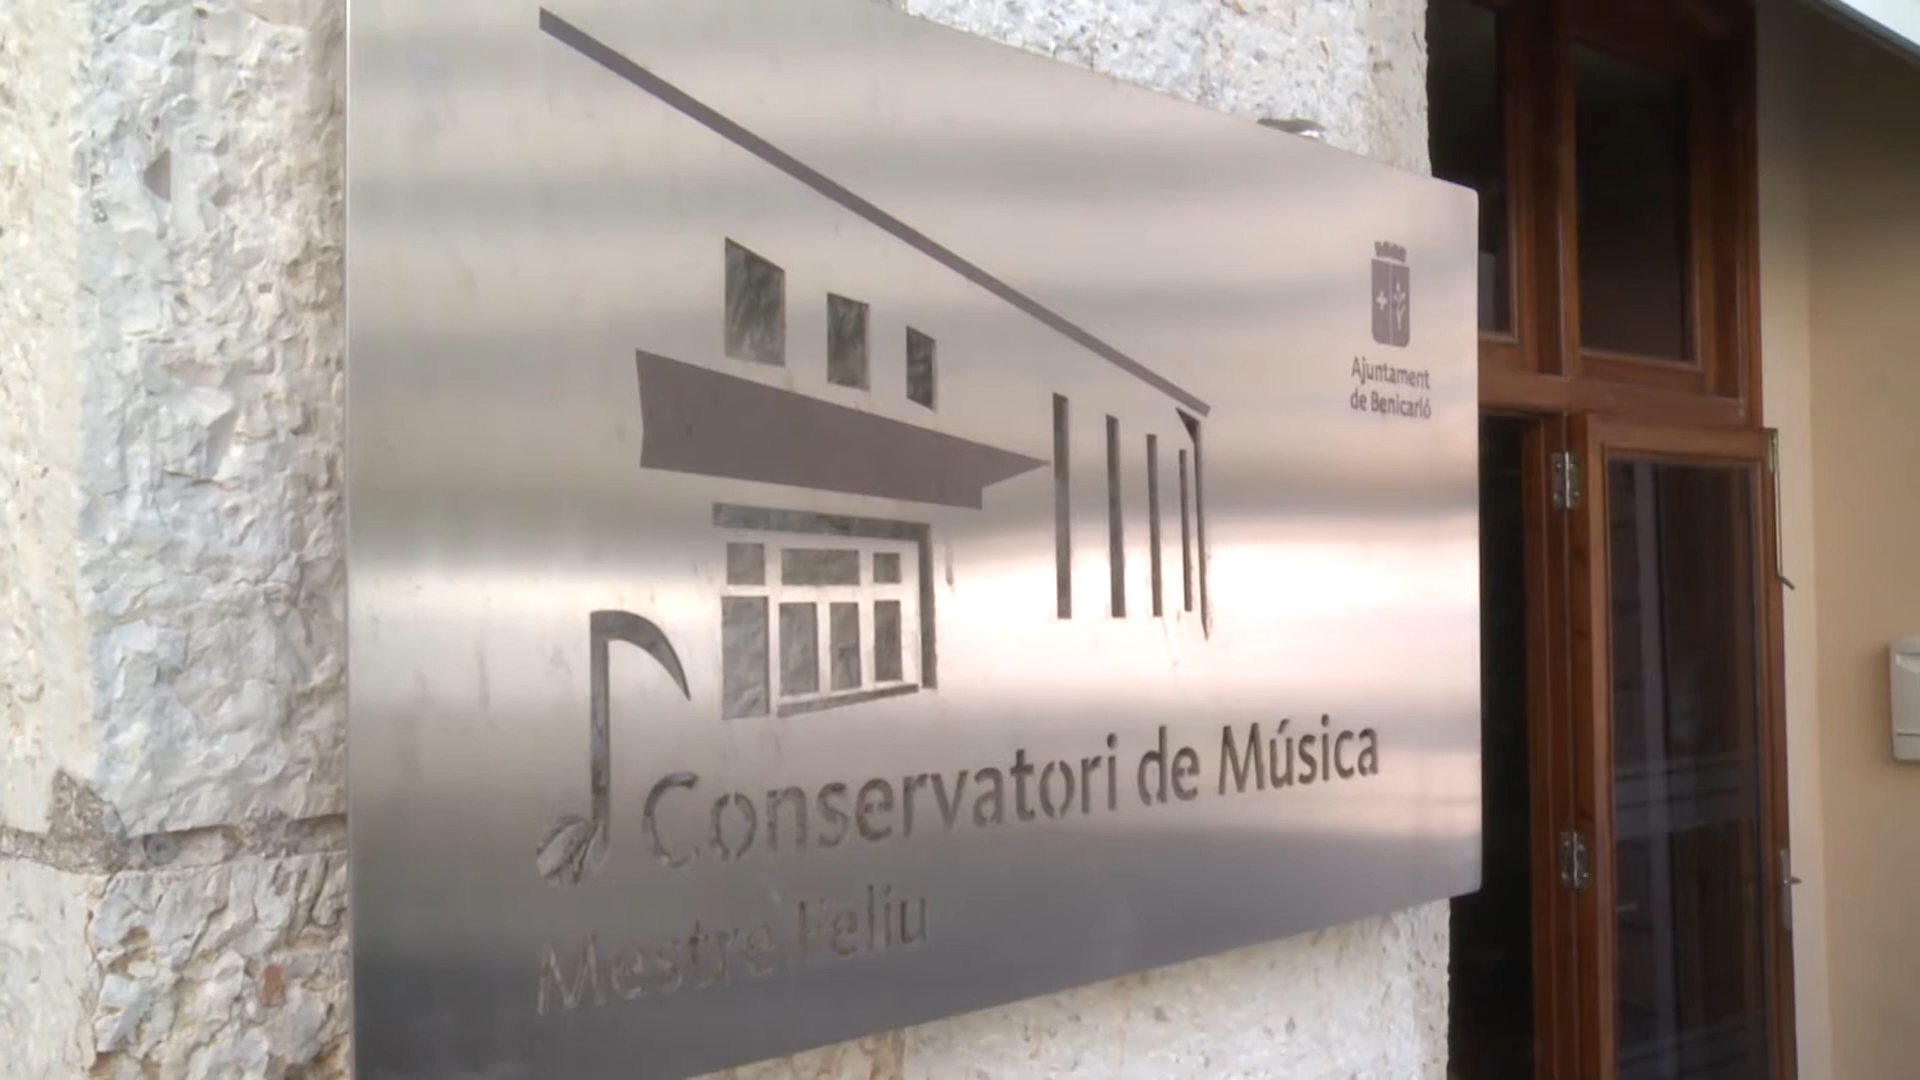 Ajuntament
de Benicarló
Conservatori de Música
Mestre Feliu